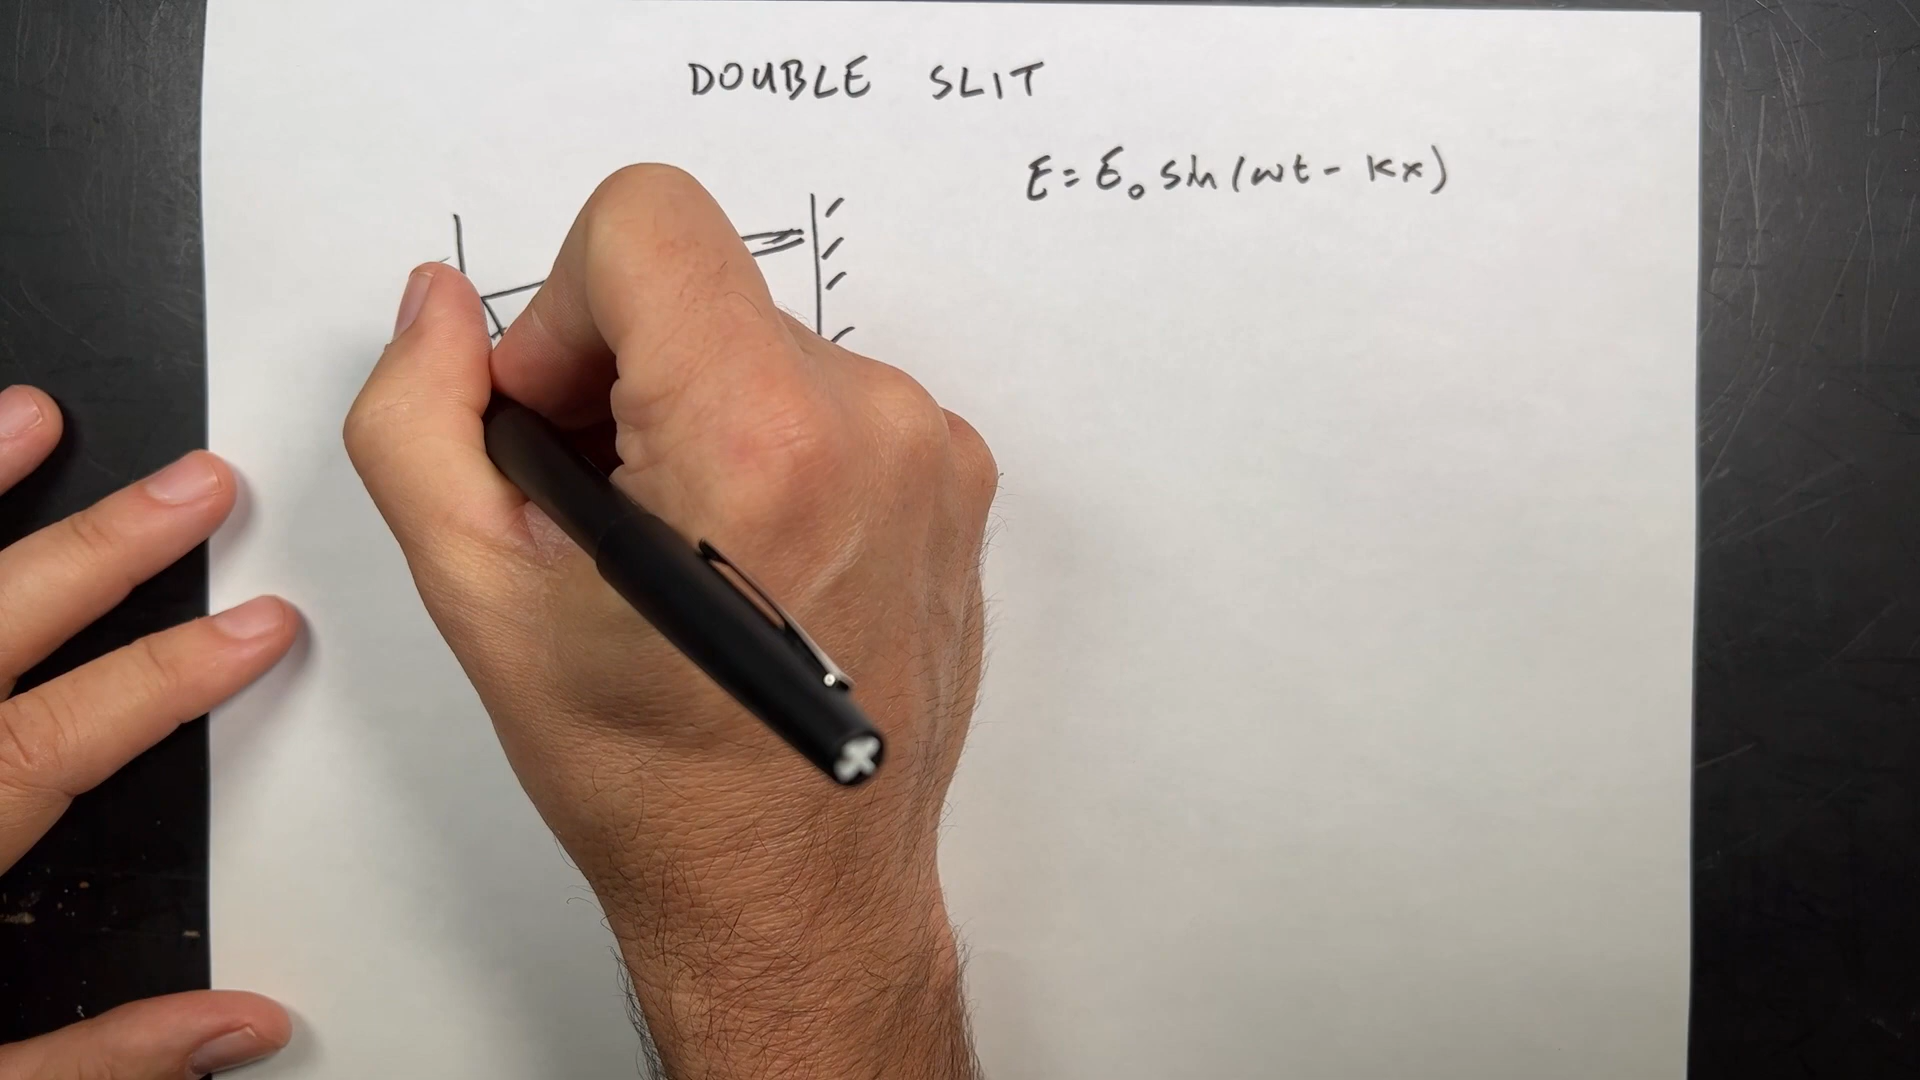 DOUBLE SLIT
E = E₀ sin (ωt - kx)